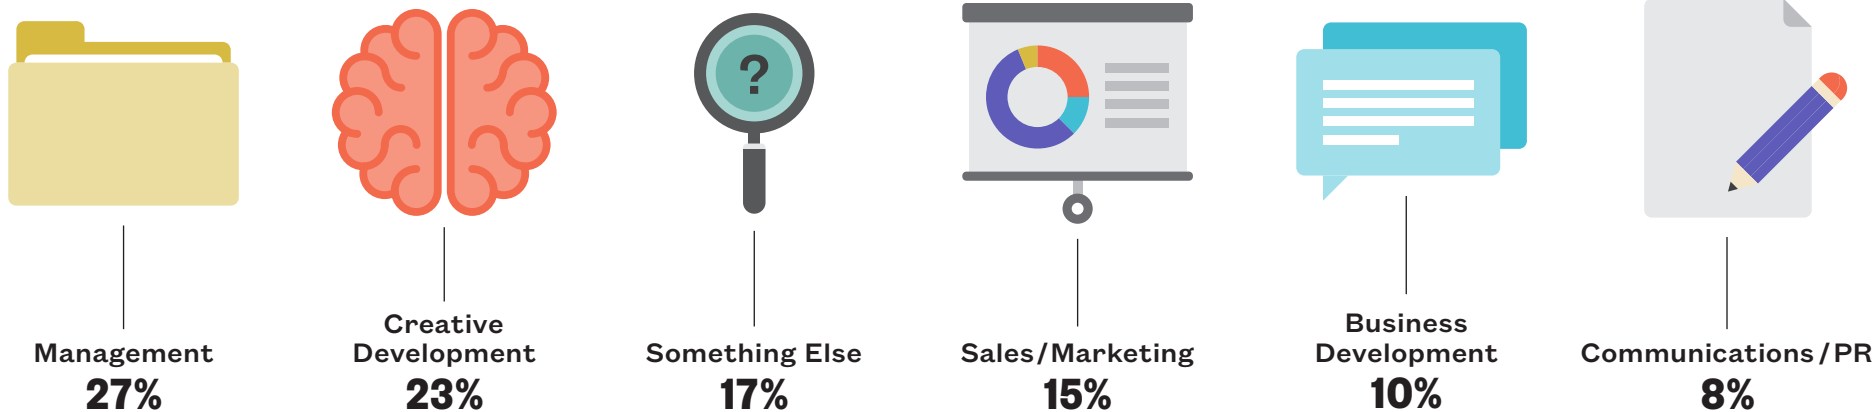 ?
Management
27%
Creative
Development
23%
Something Else
17%
Sales/Marketing
15%
Business
Development
10%
Communications/PR
8%